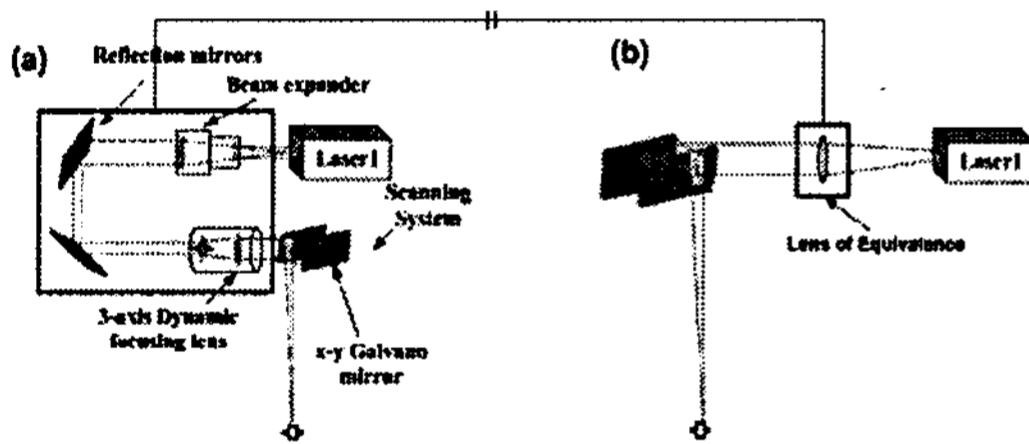 (a)
Reflection mirrors
Beam expander
Laser1
Scanning
System
3-axis Dynamic
focusing lens
x-y Galvano
mirror
(b)
Laser1
Lens of Equivalence